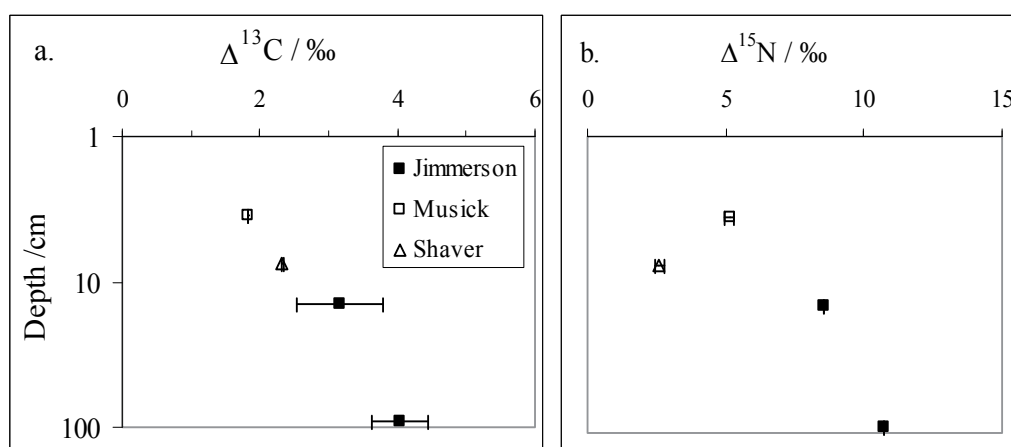 a. Δ¹³C / ‰
0 2 4 6
1
10
100
Depth /cm
Jimmerson
Musick
Shaver
b. Δ¹⁵N / ‰
0 5 10 15